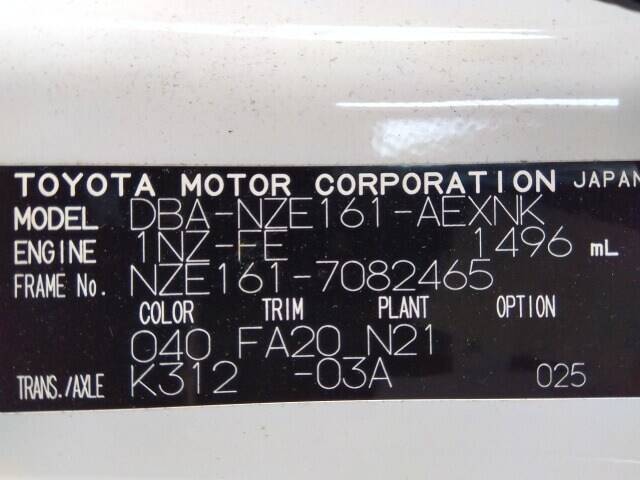 TOYOTA MOTOR CORPORATION JAPAN
MODEL DBA-NZE161-AEXNK
ENGINE 1NZ-FE 1496 mL
FRAME No. NZE161-7082465
COLOR TRIM PLANT OPTION
040 FA20 N21
TRANS./AXLE K312 -03A 025